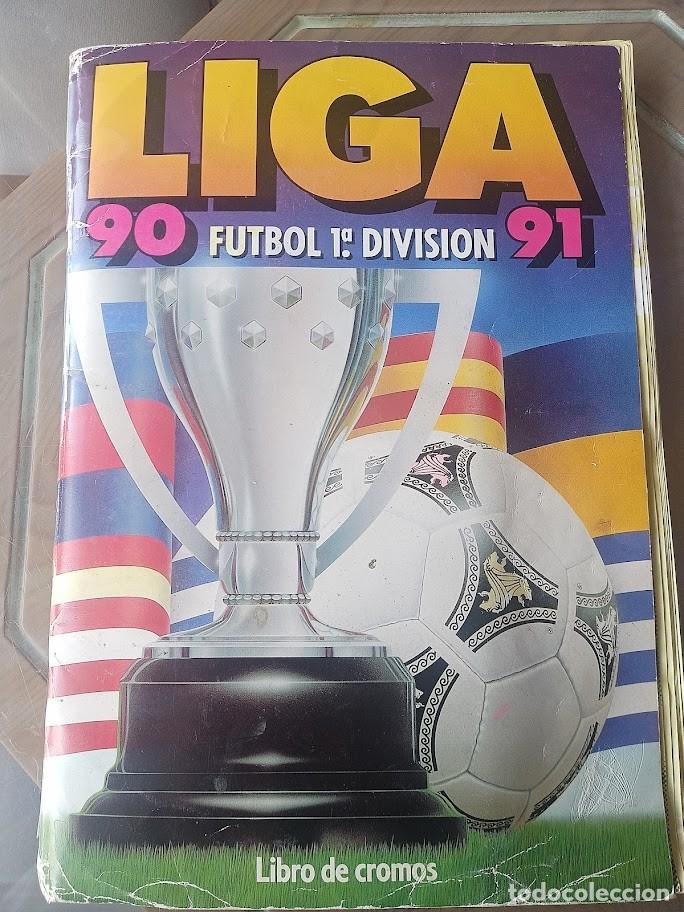 LIGA
90 FUTBOL 1ª DIVISION 91
Libro de cromos
todocoleccion